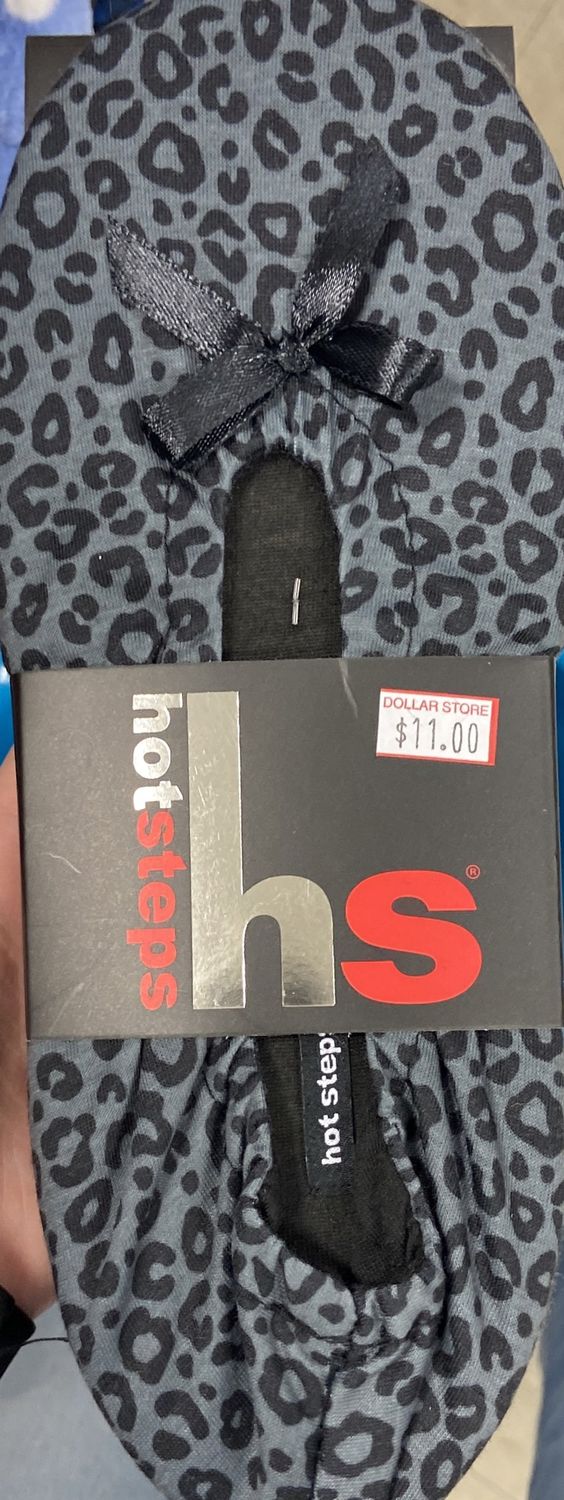 DOLLAR STORE
$11.00
hotsteps
hs®
hot steps